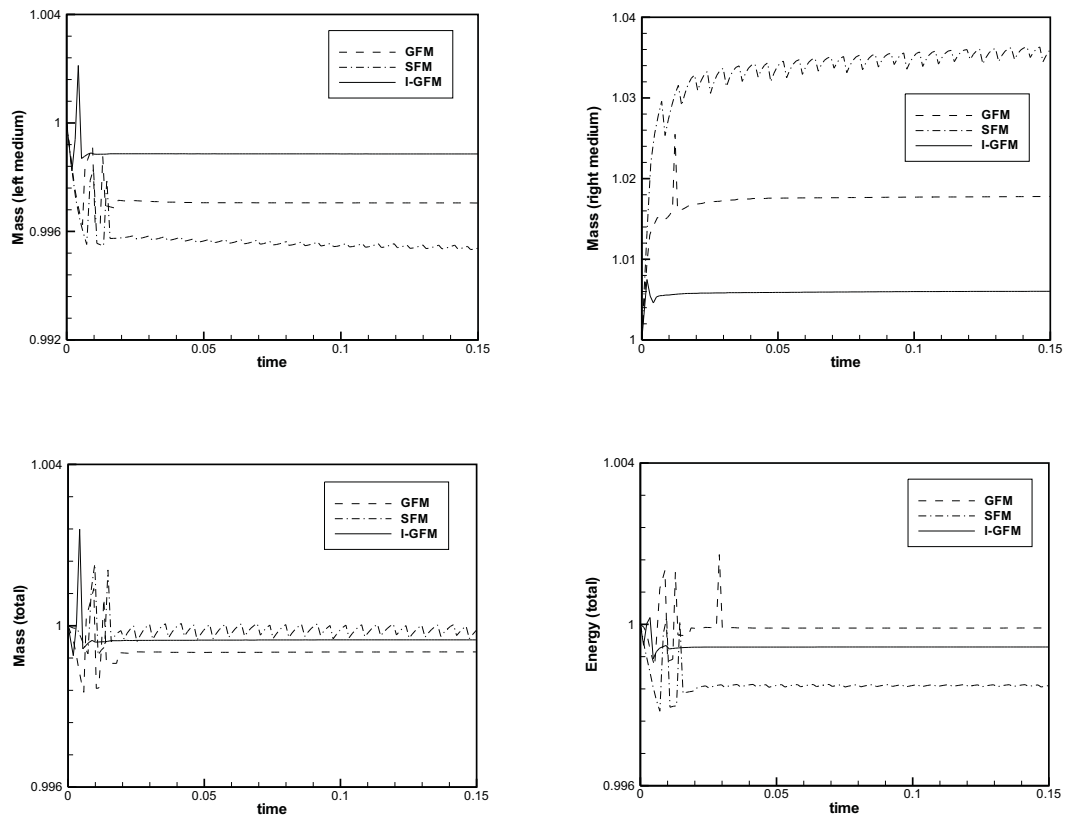 1.004
1
0.996
0.992
Mass (left medium)
GFM
SFM
I-GFM
0
0.05
0.1
0.15
time
1.04
1.03
1.02
1.01
1
Mass (right medium)
GFM
SFM
I-GFM
0
0.05
0.1
0.15
time
1.004
1
0.996
Mass (total)
GFM
SFM
I-GFM
0
0.05
0.1
0.15
time
1.004
1
0.996
Energy (total)
GFM
SFM
I-GFM
0
0.05
0.1
0.15
time